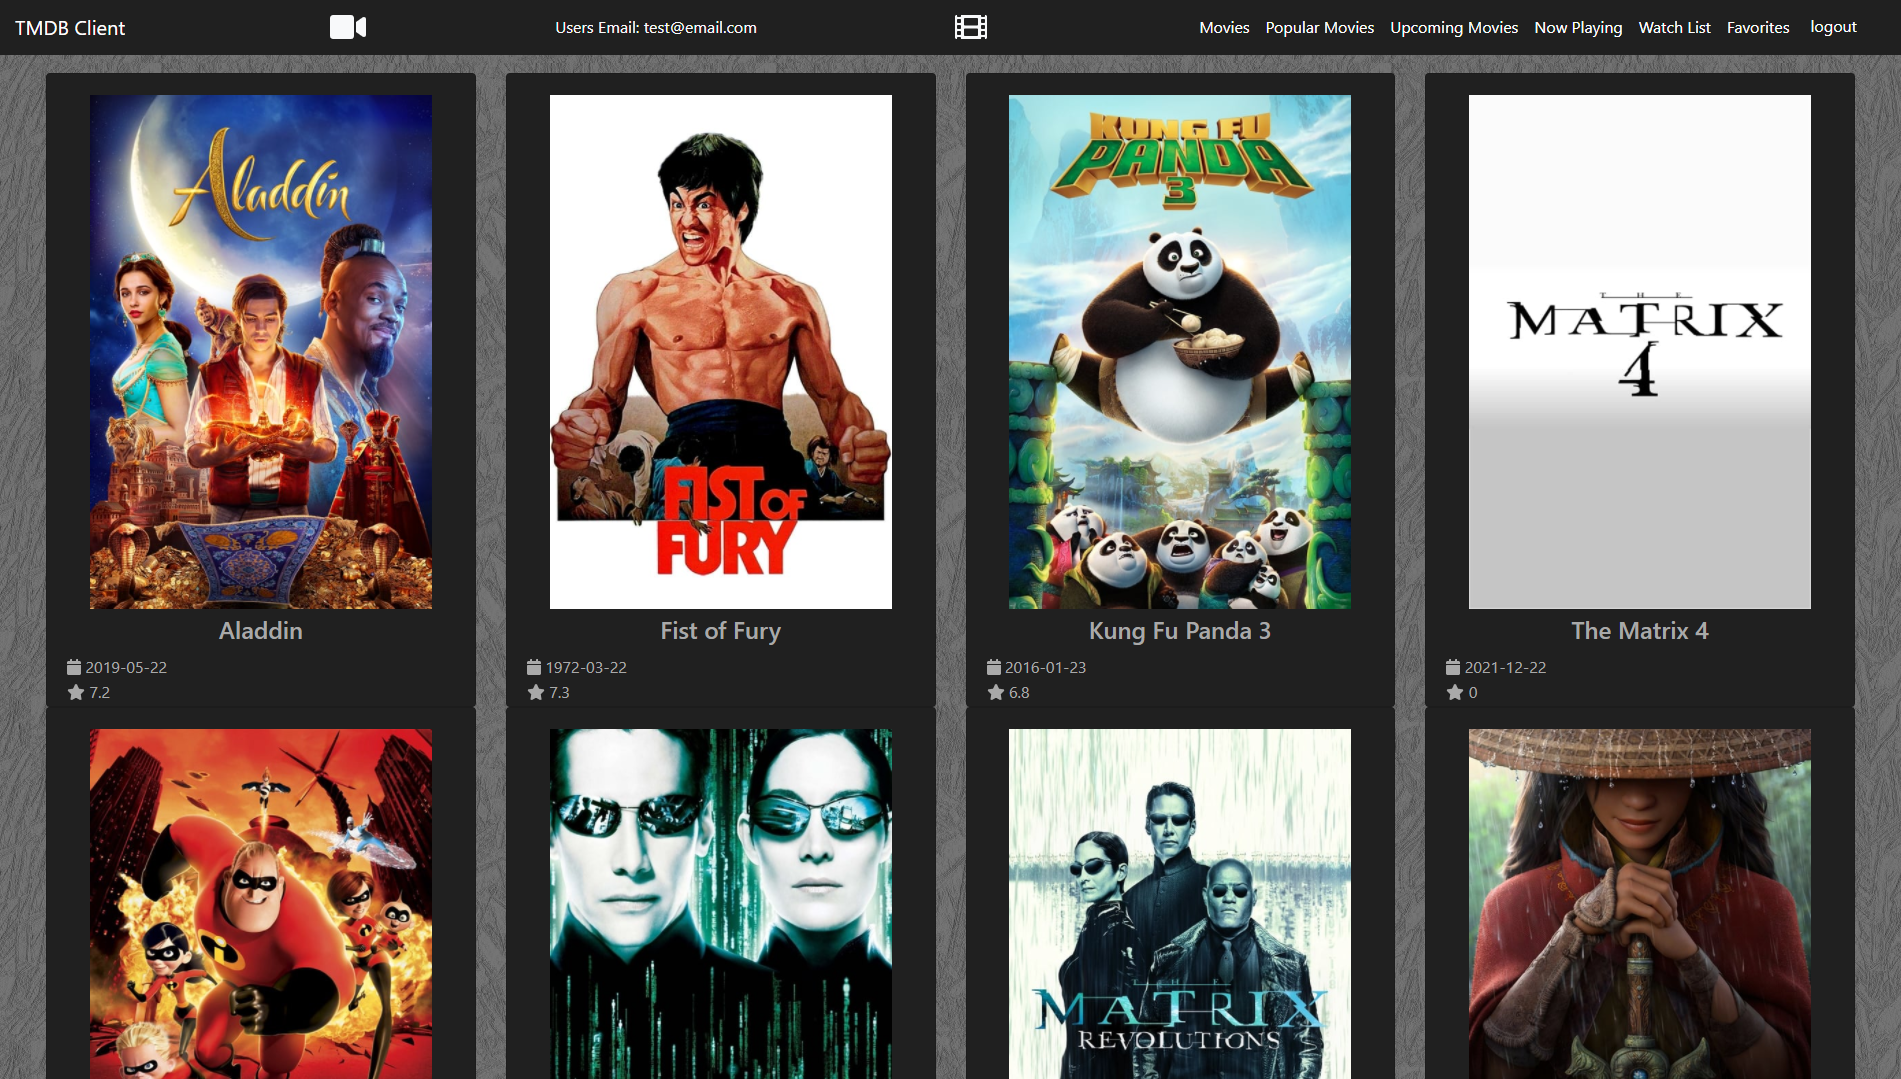 TMDB Client
Users Email: test@email.com
Movies Popular Movies Upcoming Movies Now Playing Watch List Favorites logout
Aladdin
FIST OF
FURY
KUNG FU
PANDA
3
THE
MATRIX
4
Aladdin
2019-05-22
7.2
Fist of Fury
1972-03-22
7.3
Kung Fu Panda 3
2016-01-23
6.8
The Matrix 4
2021-12-22
0
THE
MATRIX
REVOLUTIONS